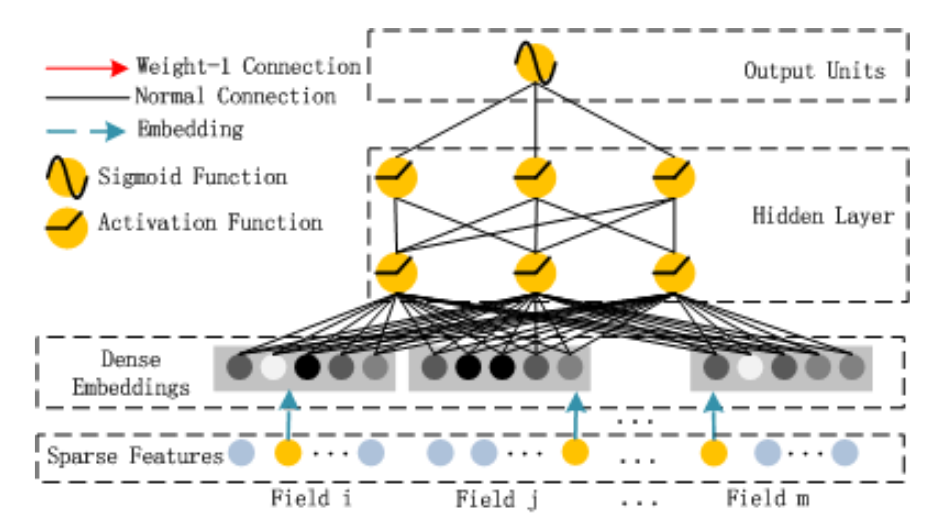 Weight-1 Connection
Normal Connection
Embedding
Sigmoid Function
Activation Function
Output Units
Hidden Layer
Dense
Embeddings
...
Sparse Features ... ... ... ...
Field i Field j ... Field m